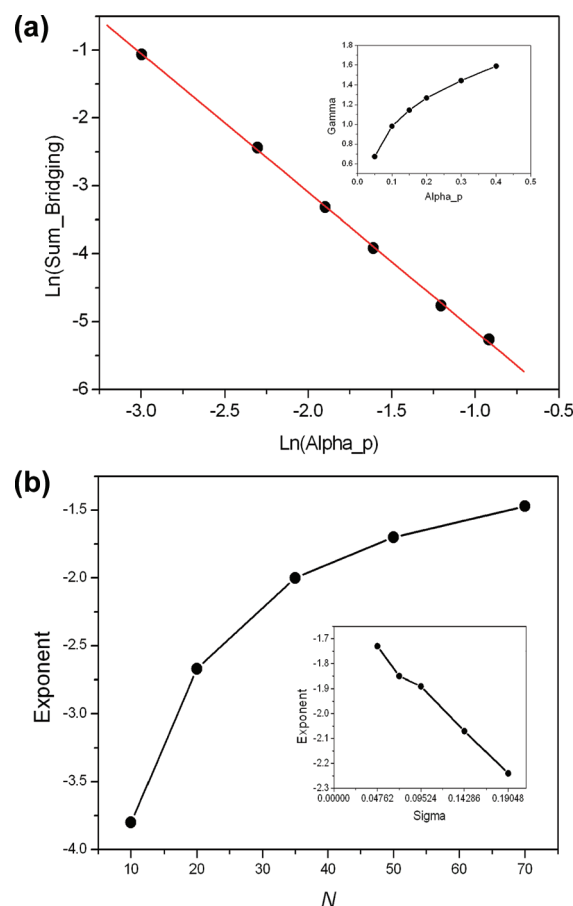 (a)
-1
-2
-3
-4
-5
-6
Ln(Sum_Bridging)
-3.0 -2.5 -2.0 -1.5 -1.0 -0.5
Ln(Alpha_p)
1.8
1.6
1.4
1.2
1.0
0.8
0.6
Gamma
0.0 0.1 0.2 0.3 0.4 0.5
Alpha_p
(b)
-1.5
-2.0
-2.5
-3.0
-3.5
-4.0
Exponent
10 20 30 40 50 60 70
N
-1.7
-1.8
-1.9
-2.0
-2.1
-2.2
-2.3
Exponent
0.00000 0.04762 0.09524 0.14286 0.19048
Sigma